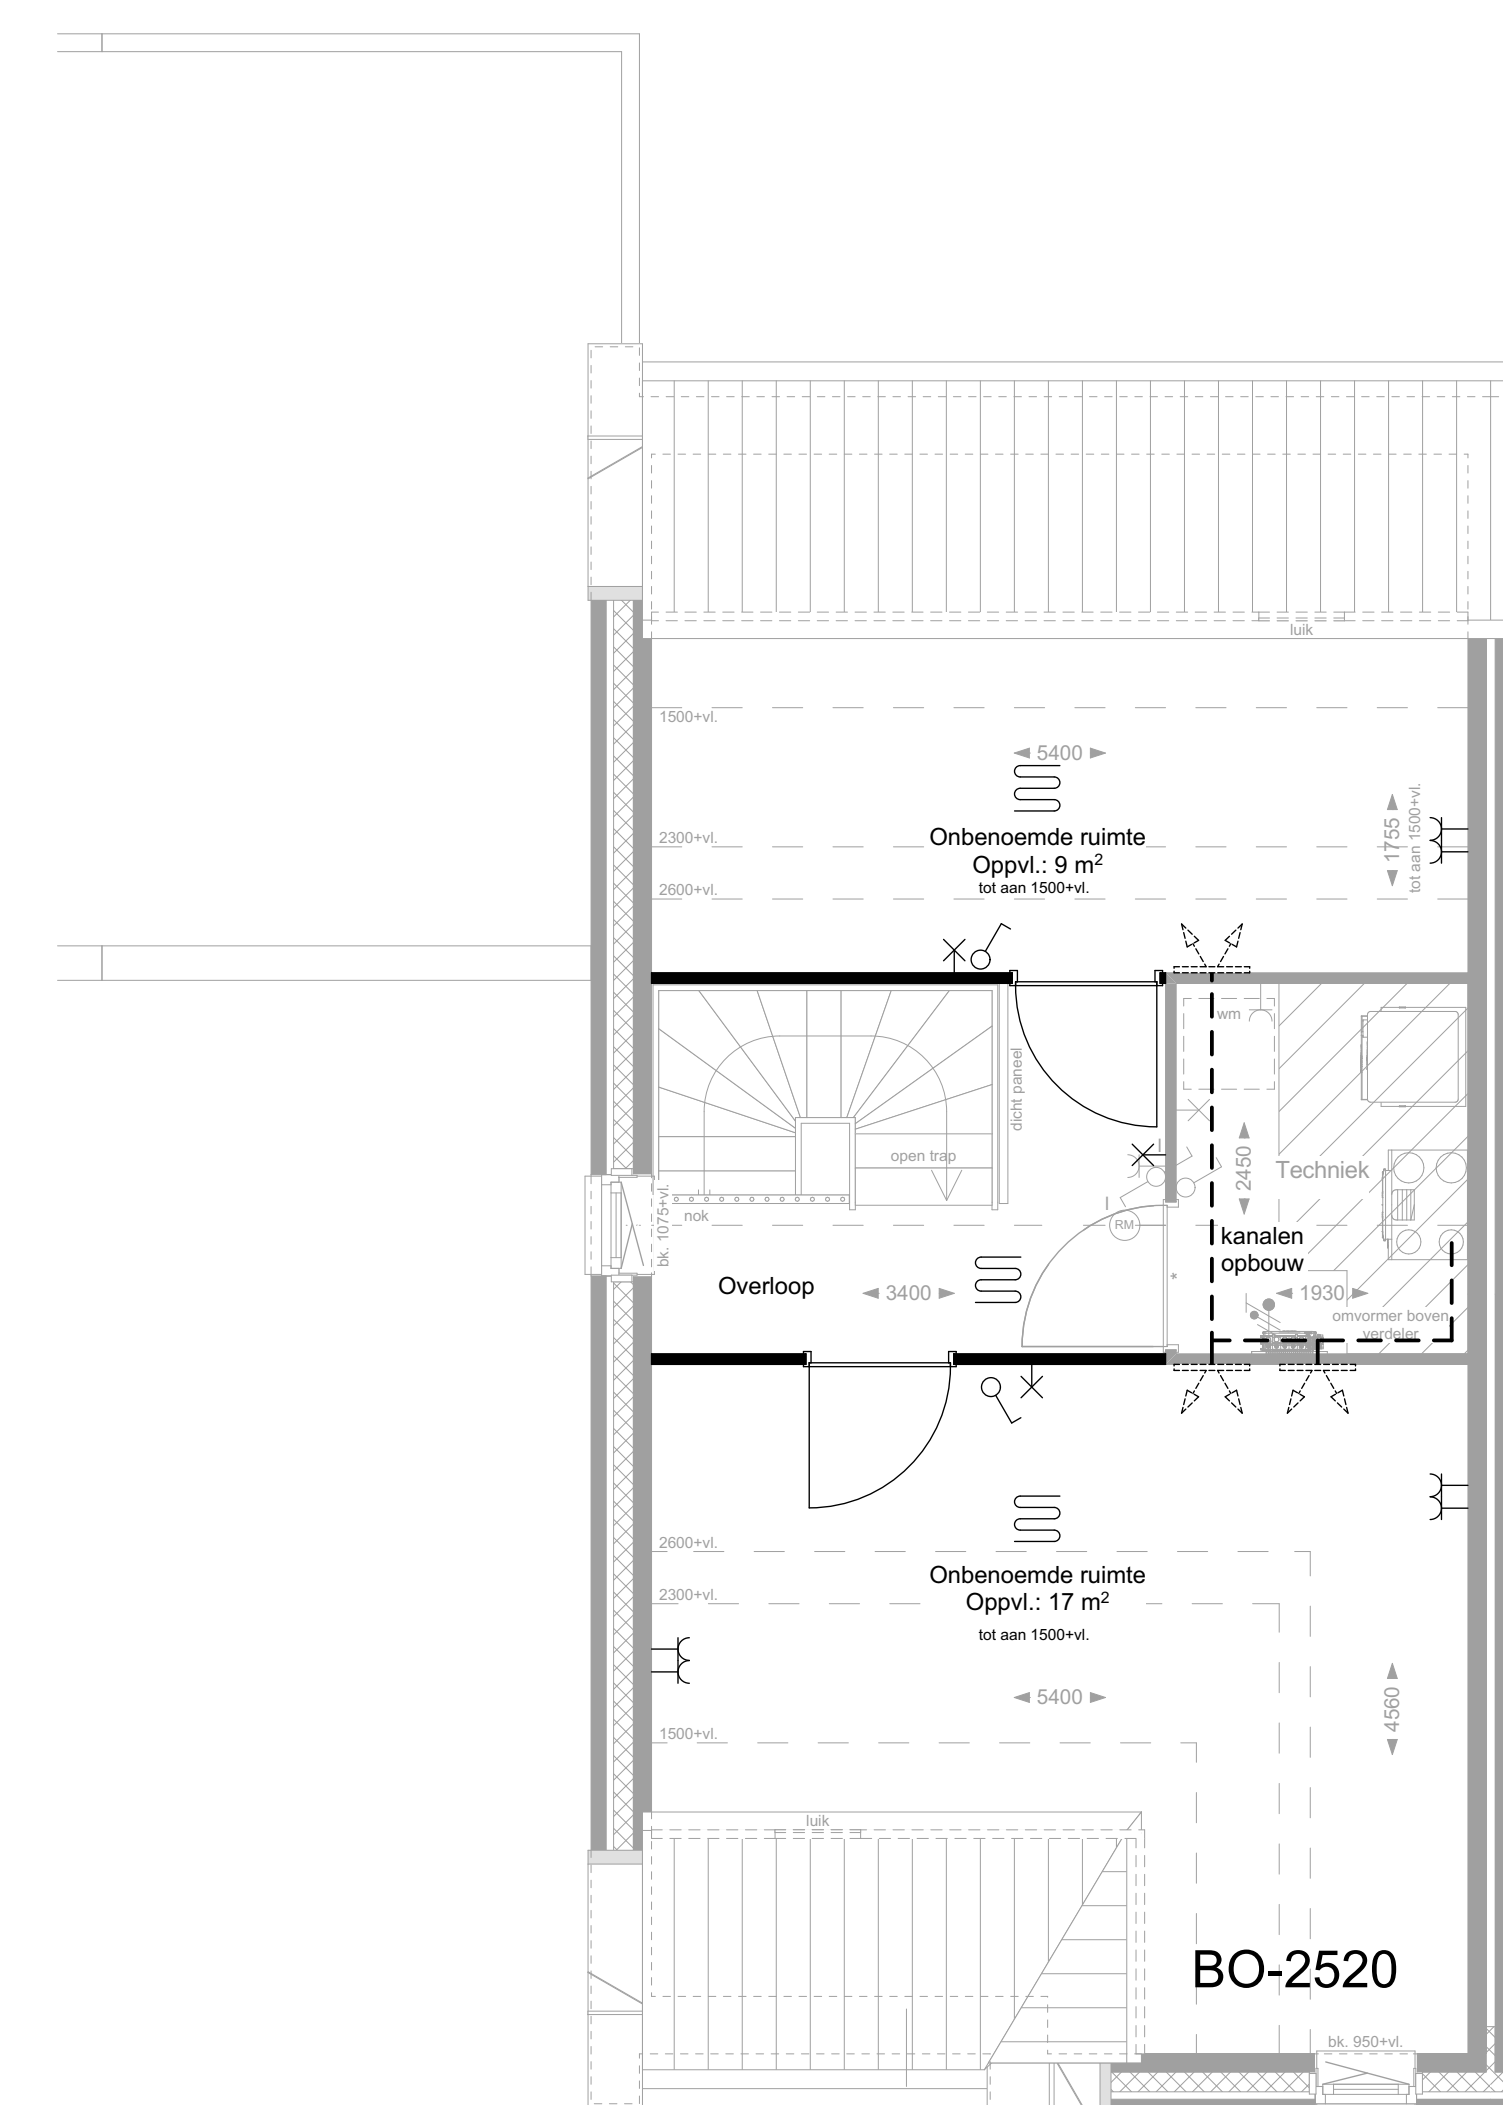 luik
1500+vl.
5400
2300+vl.
Onbenoemde ruimte
Oppvl.: 9 m²
tot aan 1500+vl.
1755
tot aan 1500+vl.
2600+vl.
wm
dicht paneel
open trap
2450
Techniek
bk. 1075+vl.
nok
RM
kanalen
opbouw
Overloop
3400
*
1930
omvormer boven
verdeler
2600+vl.
Onbenoemde ruimte
2300+vl.
Oppvl.: 17 m²
tot aan 1500+vl.
5400
4560
1500+vl.
luik
BO-2520
bk. 950+vl.